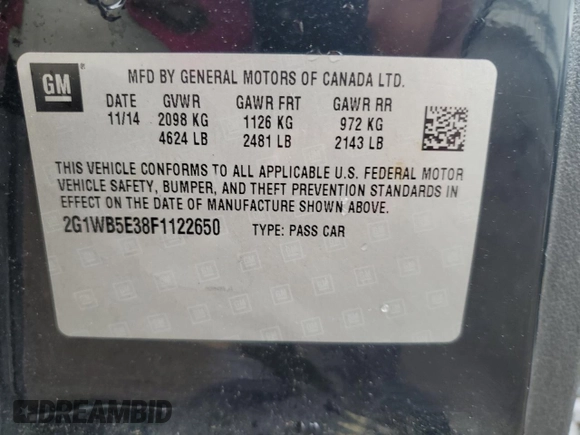 GM
MFD BY GENERAL MOTORS OF CANADA LTD.
DATE GVWR GAWR FRT GAWR RR
11/14 2098 KG 1126 KG 972 KG
4624 LB 2481 LB 2143 LB
THIS VEHICLE CONFORMS TO ALL APPLICABLE U.S. FEDERAL MOTOR
VEHICLE SAFETY, BUMPER, AND THEFT PREVENTION STANDARDS IN
EFFECT ON THE DATE OF MANUFACTURE SHOWN ABOVE.
2G1WB5E38F1122650 TYPE: PASS CAR
DREAMBID